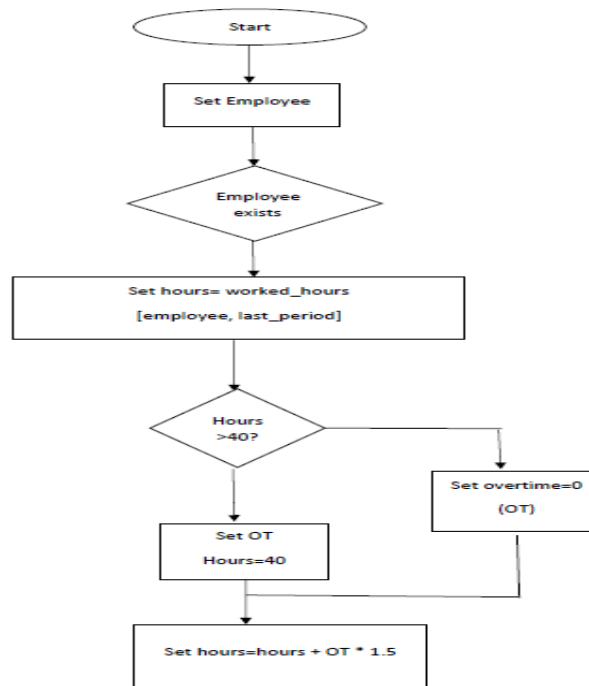 Start
Set Employee
Employee
exists
Set hours= worked_hours
[employee, last_period]
Hours
>40?
Set overtime=0
(OT)
Set OT
Hours=40
Set hours=hours + OT * 1.5